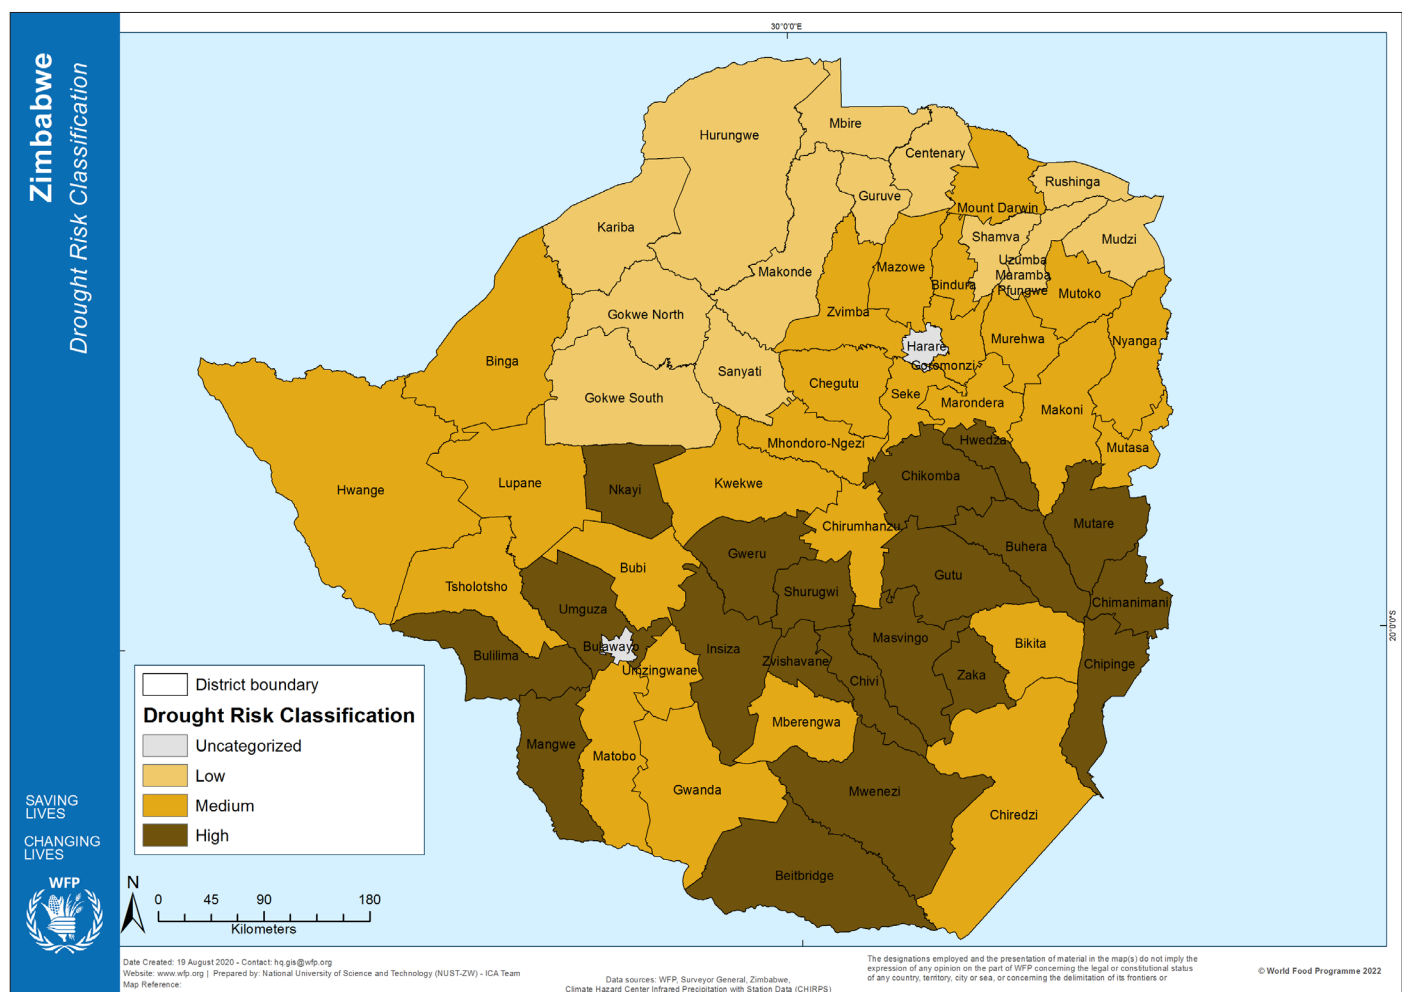 Zimbabwe
Drought Risk Classification
30°0'0"E
20°0'0"S
Hurungwe
Mbire
Centenary
Rushinga
Guruve
Mount Darwin
Kariba
Shamva
Mudzi
Uzumba
Maramba
Pfungwe
Makonde
Mazowe
Bindura
Mutoko
Gokwe North
Zvimba
Harare
Murehwa
Nyanga
Binga
Goromonzi
Sanyati
Chegutu
Seke
Marondera
Gokwe South
Makoni
Mhondoro-Ngezi
Hwedza
Mutasa
Hwange
Lupane
Nkayi
Kwekwe
Chikomba
Chirumhanzu
Mutare
Gweru
Buhera
Bubi
Tsholotsho
Shurugwi
Gutu
Umguza
Chimanimani
Bulilima
Bulawayo
Insiza
Zvishavane
Masvingo
Bikita
Umzingwane
Chivi
Zaka
Chipinge
Mberengwa
Mangwe
Matobo
Gwanda
Mwenezi
Chiredzi
Beitbridge
District boundary
Drought Risk Classification
Uncategorized
Low
Medium
High
SAVING
LIVES
CHANGING
LIVES
WFP
N
0 45 90 180
Kilometers
Date Created: 19 August 2020 - Contact: hq.gis@wfp.org
Website: www.wfp.org | Prepared by: National University of Science and Technology (NUST-ZW) - ICA Team
Map Reference:
Data sources: WFP, Surveyor General, Zimbabwe,
Climate Hazard Center Infrared Precipitation with Station Data (CHIRPS)
The designations employed and the presentation of material in the map(s) do not imply the
expression of any opinion on the part of WFP concerning the legal or constitutional status
of any country, territory, city or sea, or concerning the delimitation of its frontiers or
© World Food Programme 2022